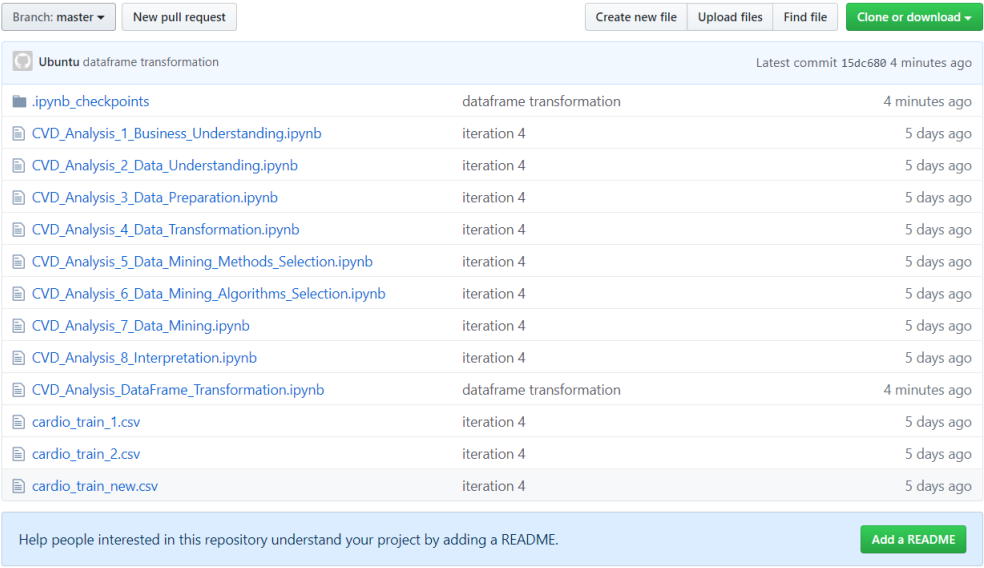 Branch: master New pull request Create new file Upload files Find file Clone or download
Ubuntu dataframe transformation Latest commit 15dc680 4 minutes ago
.ipynb_checkpoints dataframe transformation 4 minutes ago
CVD_Analysis_1_Business_Understanding.ipynb iteration 4 5 days ago
CVD_Analysis_2_Data_Understanding.ipynb iteration 4 5 days ago
CVD_Analysis_3_Data_Preparation.ipynb iteration 4 5 days ago
CVD_Analysis_4_Data_Transformation.ipynb iteration 4 5 days ago
CVD_Analysis_5_Data_Mining_Methods_Selection.ipynb iteration 4 5 days ago
CVD_Analysis_6_Data_Mining_Algorithms_Selection.ipynb iteration 4 5 days ago
CVD_Analysis_7_Data_Mining.ipynb iteration 4 5 days ago
CVD_Analysis_8_Interpretation.ipynb iteration 4 5 days ago
CVD_Analysis_DataFrame_Transformation.ipynb dataframe transformation 4 minutes ago
cardio_train_1.csv iteration 4 5 days ago
cardio_train_2.csv iteration 4 5 days ago
cardio_train_new.csv iteration 4 5 days ago
Help people interested in this repository understand your project by adding a README. Add a README